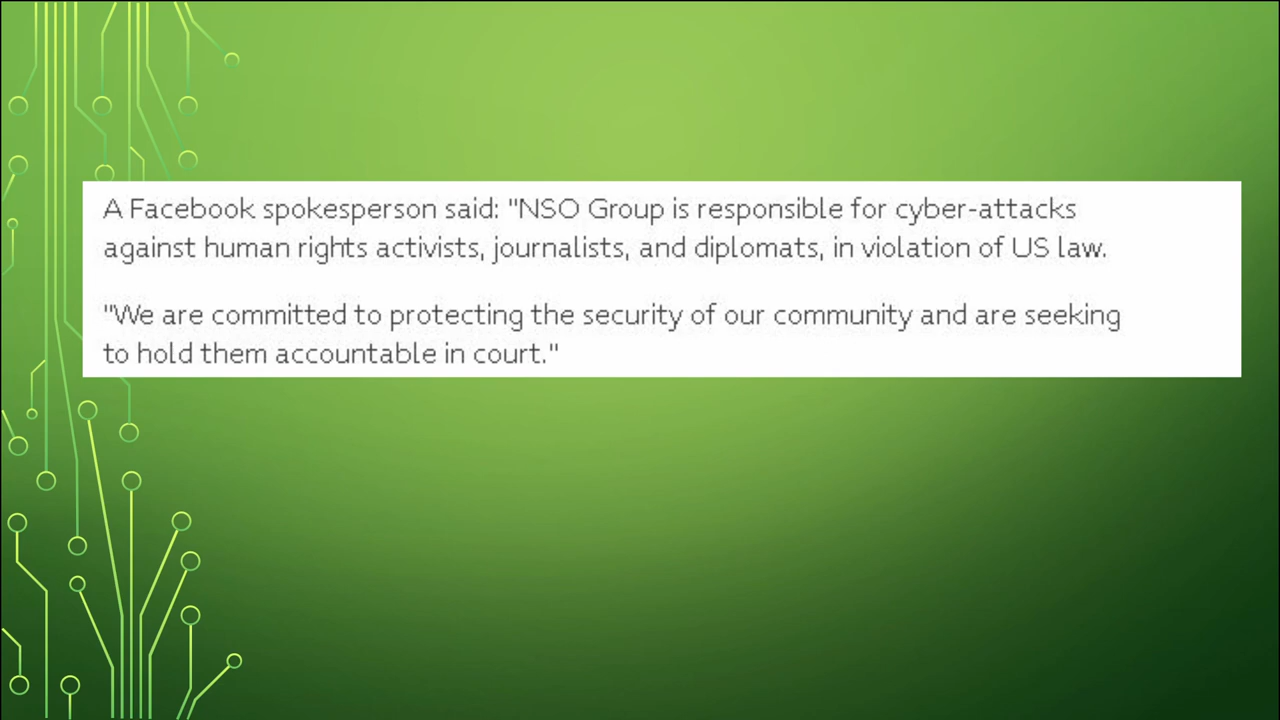 A Facebook spokesperson said: "NSO Group is responsible for cyber-attacks
against human rights activists, journalists, and diplomats, in violation of US law.
"We are committed to protecting the security of our community and are seeking
to hold them accountable in court."